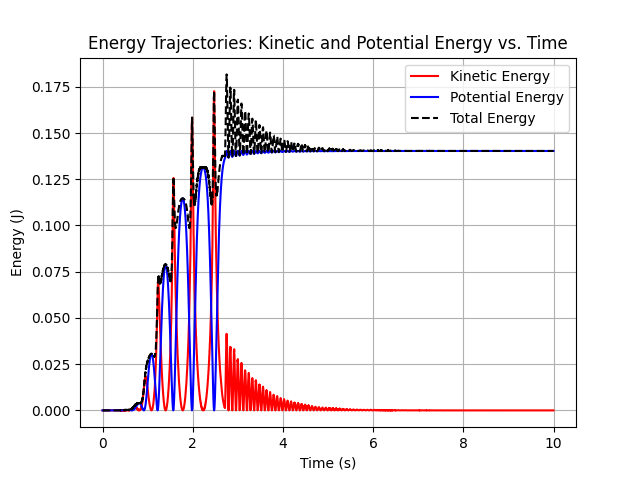 Energy Trajectories: Kinetic and Potential Energy vs. Time
Kinetic Energy
Potential Energy
Total Energy
Energy (J)
0.175
0.150
0.125
0.100
0.075
0.050
0.025
0.000
0
2
4
6
8
10
Time (s)